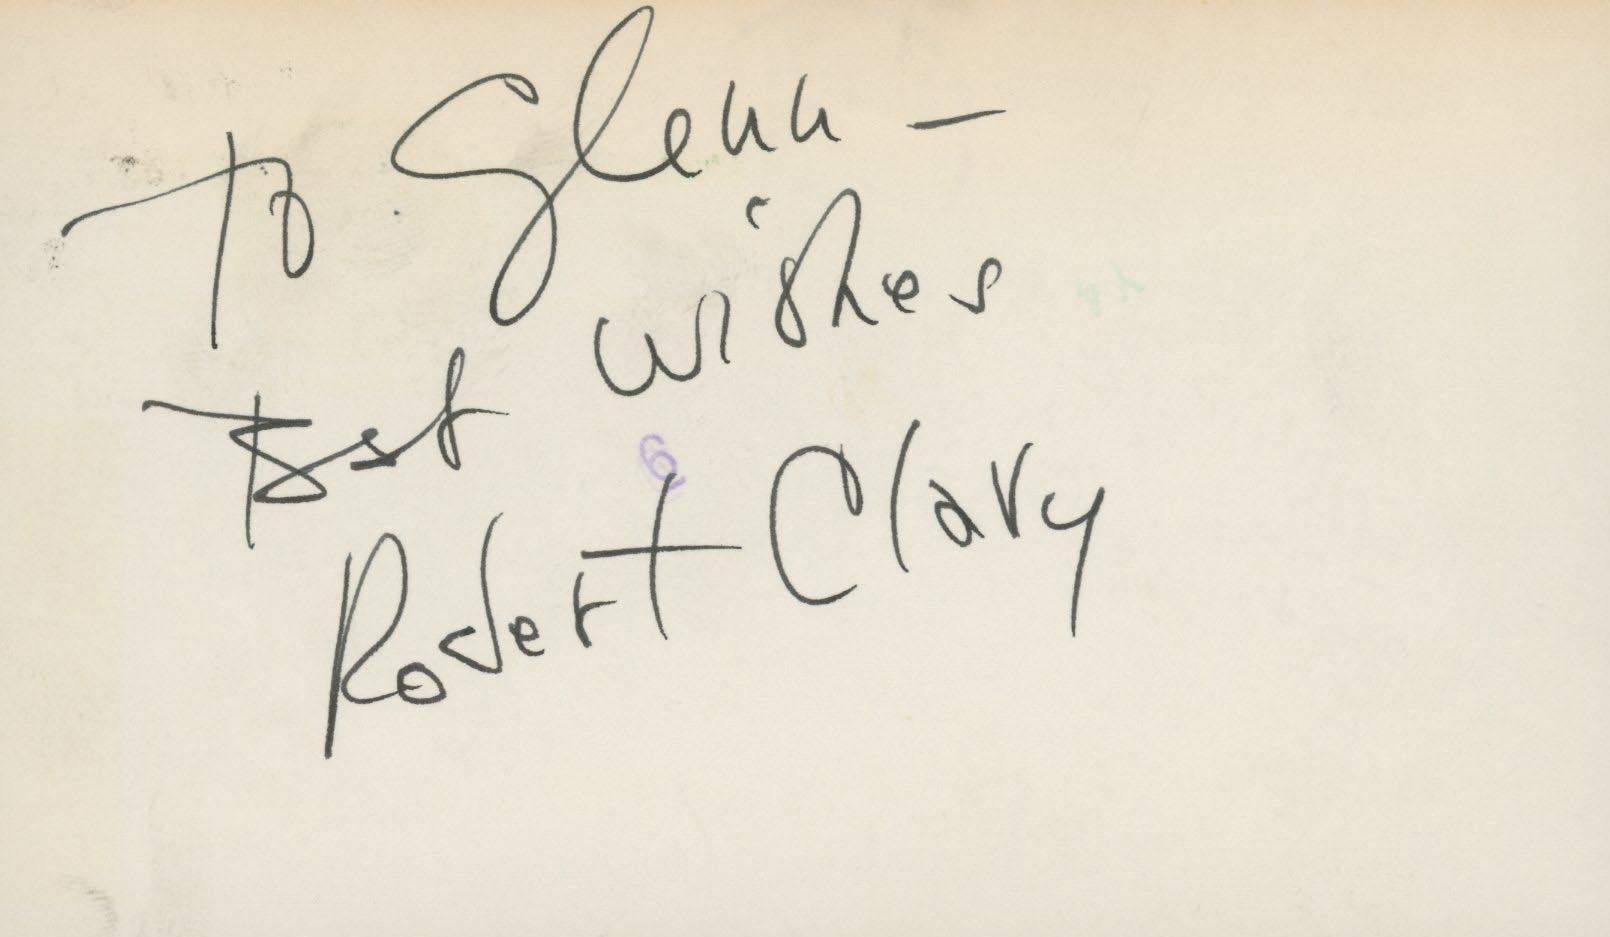 To Glenn —
Best wishes
Robert Clary